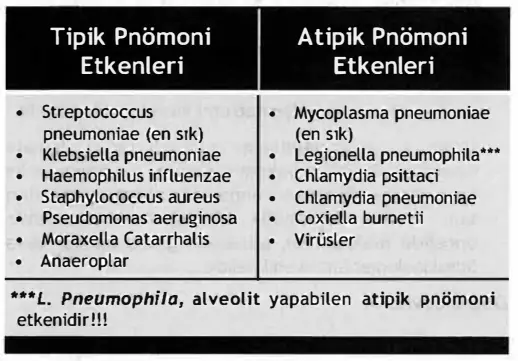 Tipik Pnömoni
Etkenleri
Atipik Pnömoni
Etkenleri
• Streptococcus
pneumoniae (en sık)
• Klebsiella pneumoniae
• Haemophilus influenzae
• Staphylococcus aureus
• Pseudomonas aeruginosa
• Moraxella Catarrhalis
• Anaeroplar
• Mycoplasma pneumoniae
(en sık)
• Legionella pneumophila***
• Chlamydia psittaci
• Chlamydia pneumoniae
• Coxiella burnetii
• Virüsler
***L. Pneumophila, alveolit yapabilen atipik pnömoni
etkenidir!!!